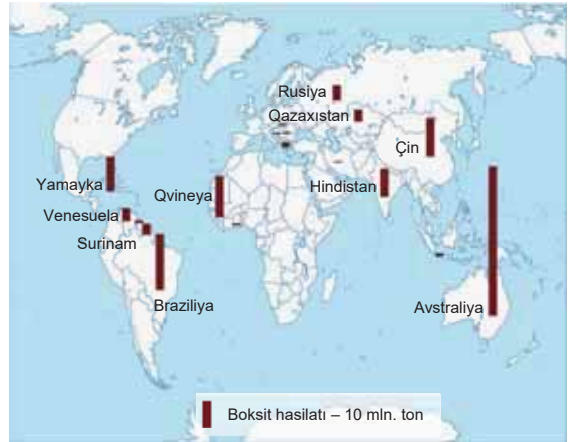 Rusiya
Qazaxıstan
Çin
Yamayka
Qvineya
Hindistan
Venesuela
Surinam
Braziliya
Avstraliya
Boksit hasilatı – 10 mln. ton